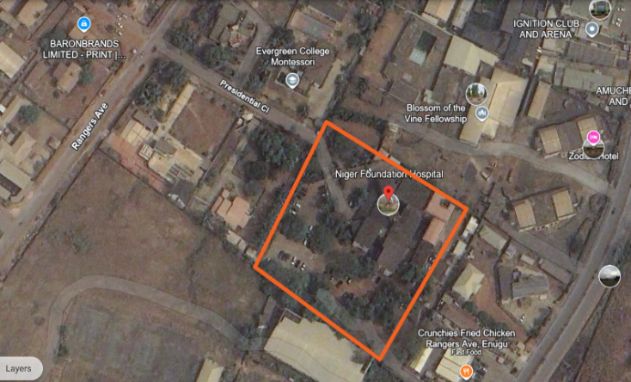 IGNITION CLUB
AND ARENA
BARONBRANDS
LIMITED - PRINT |...
Evergreen College
Montessori
Rangers Ave
Presidential Cl
AMUCHE
AND
Blossom of the
Vine Fellowship
Niger Foundation Hospital
Zodiac Hotel
Crunchies Fried Chicken
Rangers Ave, Enugu
Fast Food
Layers